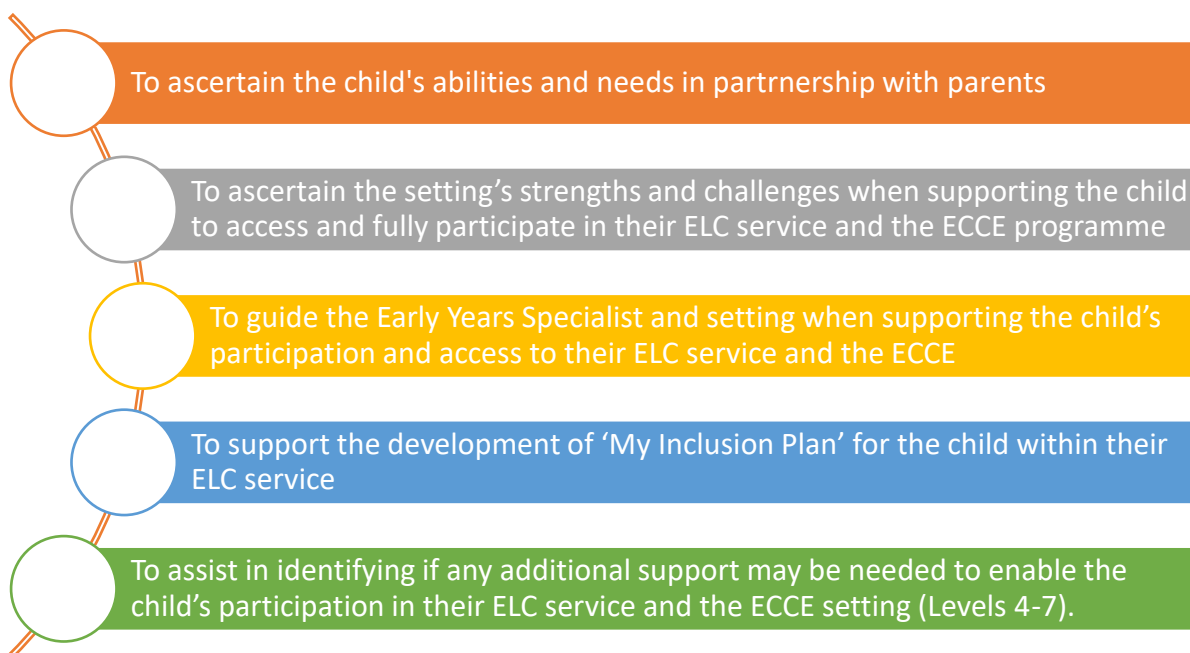 To ascertain the child's abilities and needs in partrnership with parents
To ascertain the setting’s strengths and challenges when supporting the child
to access and fully participate in their ELC service and the ECCE programme
To guide the Early Years Specialist and setting when supporting the child’s
participation and access to their ELC service and the ECCE
To support the development of ‘My Inclusion Plan’ for the child within their
ELC service
To assist in identifying if any additional support may be needed to enable the
child’s participation in their ELC service and the ECCE setting (Levels 4-7).